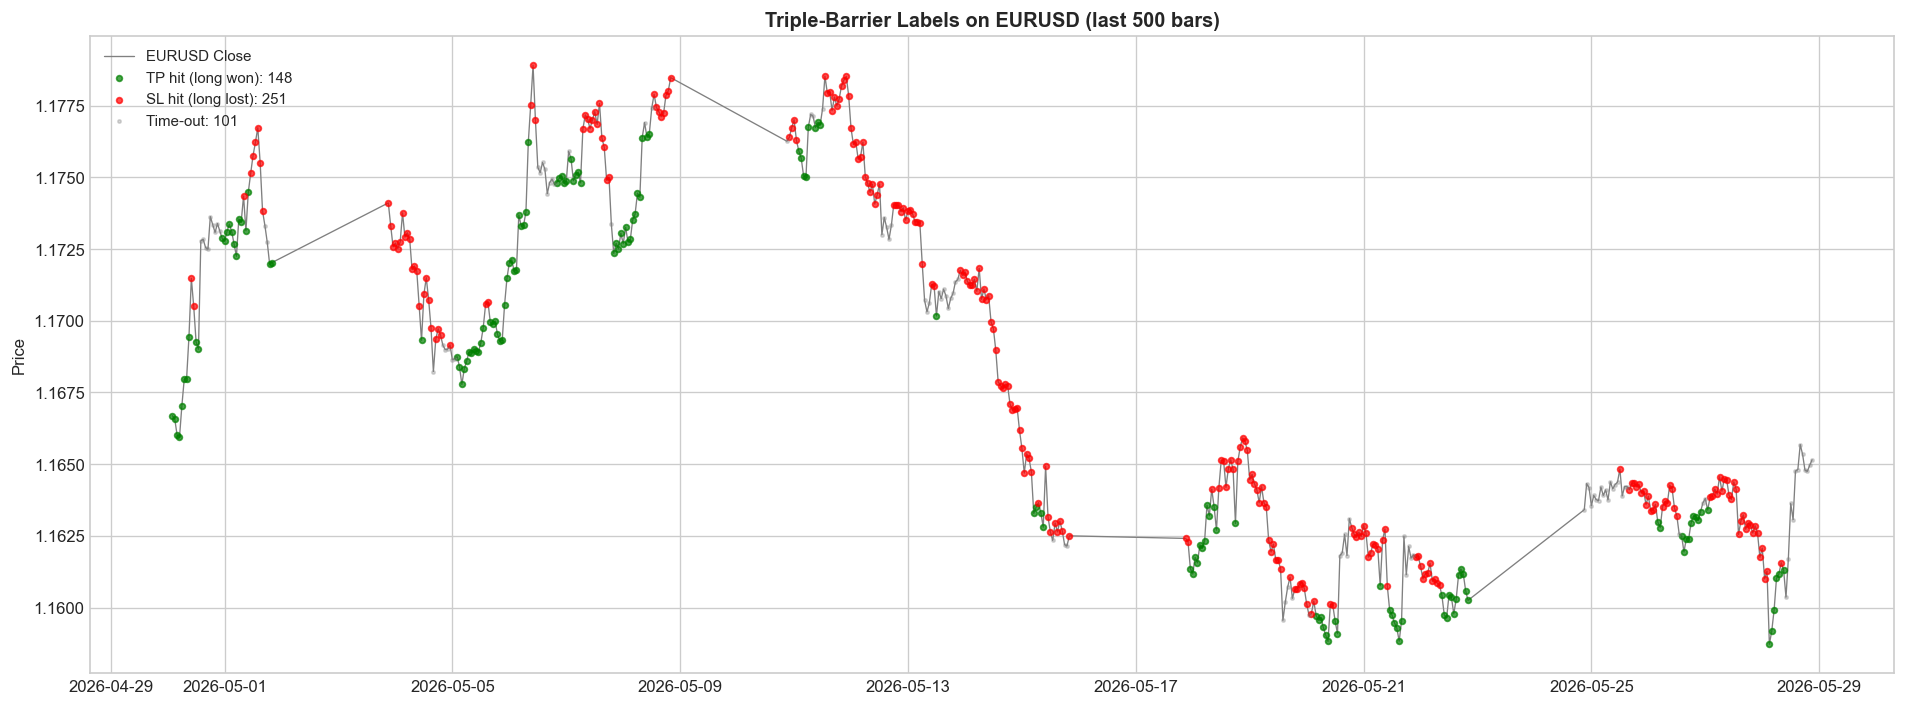 Triple-Barrier Labels on EURUSD (last 500 bars)
EURUSD Close
TP hit (long won): 148
SL hit (long lost): 251
Time-out: 101
Price
1.1775
1.1750
1.1725
1.1700
1.1675
1.1650
1.1625
1.1600
2026-04-29 2026-05-01 2026-05-05 2026-05-09 2026-05-13 2026-05-17 2026-05-21 2026-05-25 2026-05-29